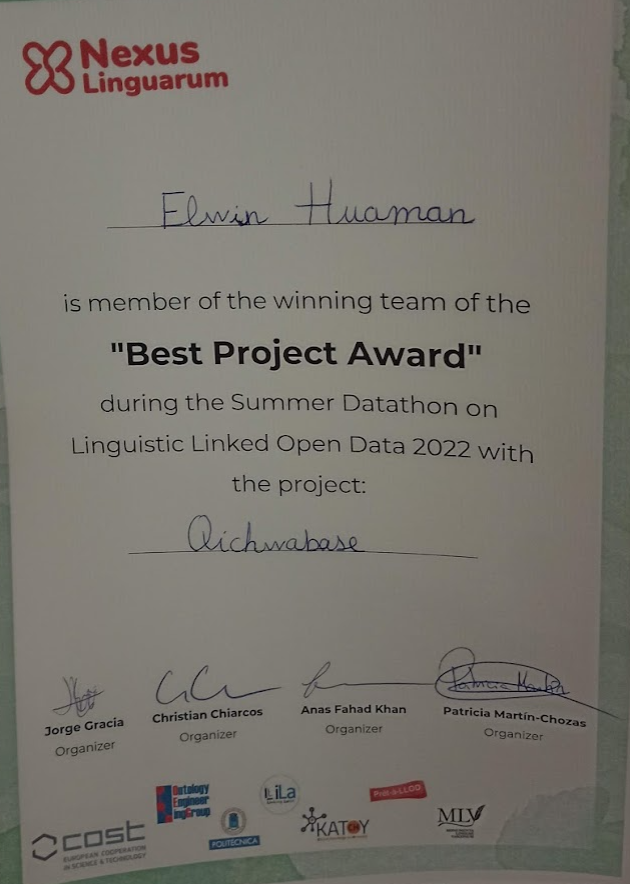 Nexus
Linguarum
Elwin Huaman
is member of the winning team of the
"Best Project Award"
during the Summer Datathon on
Linguistic Linked Open Data 2022 with
the project:
Qichwabase
Jorge Gracia
Organizer
Christian Chiarcos
Organizer
Anas Fahad Khan
Organizer
Patricia Martín-Chozas
Organizer
cost
EUROPEAN COOPERATION
IN SCIENCE & TECHNOLOGY
Ontology
Engineer
ingGroup
POLITÉCNICA
LiLa
KATOY
Prêt-à-LLOD
MLV